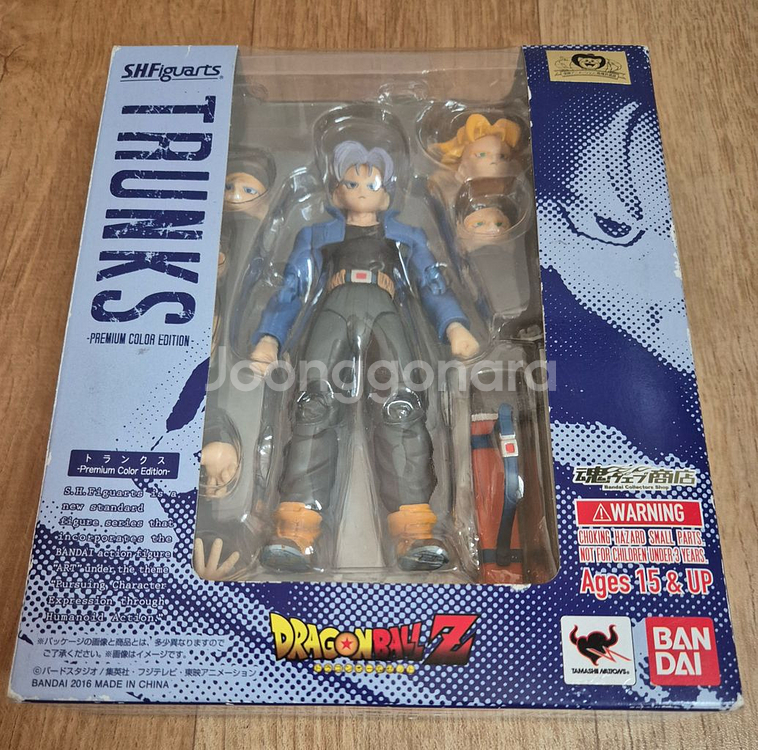 S.H.Figuarts
TRUNKS
-PREMIUM COLOR EDITION-
Joonggonara
トランクス
-Premium Color Edition-
S.H.Figuarts is a
new standard
figure series that
incorporates the
BANDAI action figure
"ART" under the theme
"Pursuing Character
Expression through
Humanoid Action."
※パッケージの画像と商品とは、多少異なりますので
ご了承ください。※画像はイメージです。
©バードスタジオ/集英社・フジテレビ・東映アニメーション
BANDAI 2016 MADE IN CHINA
DRAGONBALL Z
魂ウェブ商店
Bandai Collectors Shop
WARNING
CHOKING HAZARD SMALL PARTS.
NOT FOR CHILDREN UNDER 3 YEARS.
Ages 15 & UP
TAMASHII NATIONS
BAN
DAI